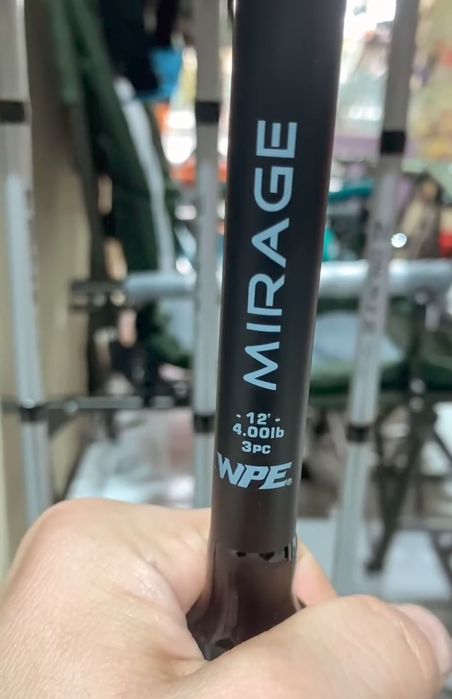 MIRAGE
- 12' -
4.00lb
3PC
WPE®